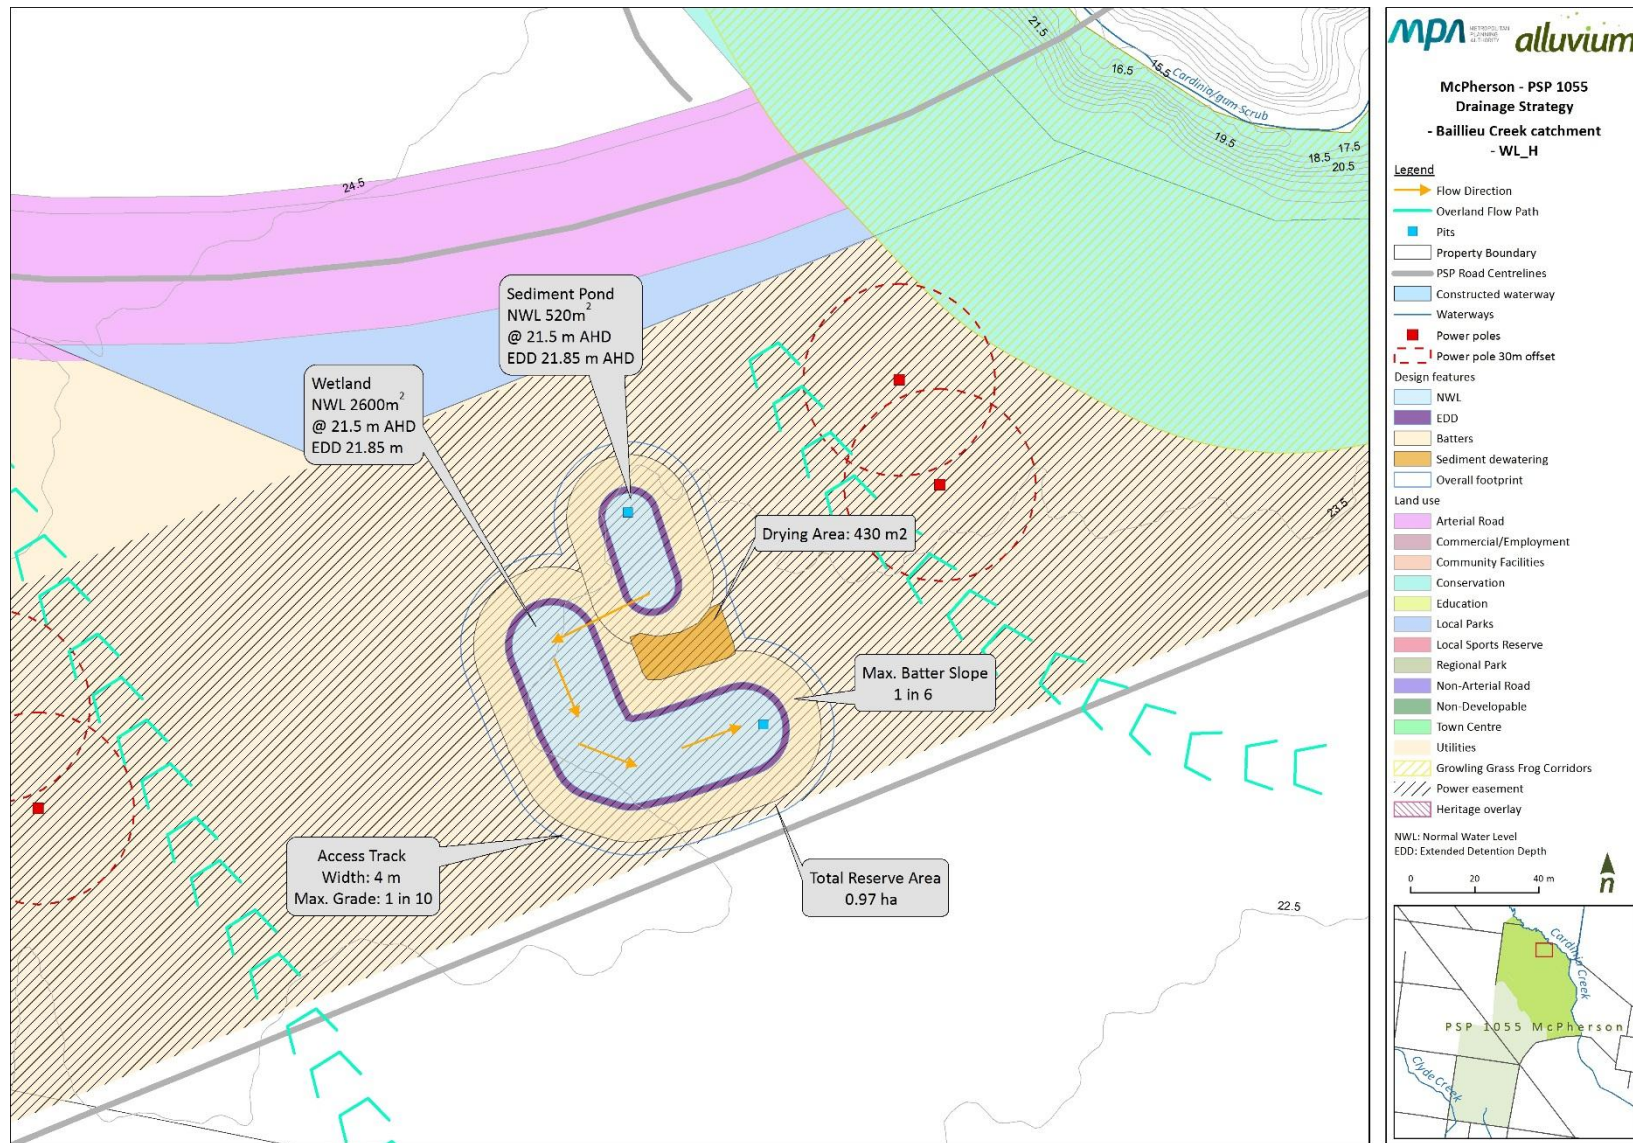 21.5
16.5
15.5
Cardinia/gum Scrub
19.5
17.5
18.5
20.5
24.5
Sediment Pond
NWL 520m2
@ 21.5 m AHD
EDD 21.85 m AHD
Wetland
NWL 2600m2
@ 21.5 m AHD
EDD 21.85 m
23.5
Drying Area: 430 m2
Max. Batter Slope
1 in 6
Access Track
Width: 4 m
Max. Grade: 1 in 10
Total Reserve Area
0.97 ha
22.5
MPA
METROPOLITAN
PLANNING
AUTHORITY
alluvium
McPherson - PSP 1055
Drainage Strategy
- Baillieu Creek catchment
- WL_H
Legend
Flow Direction
Overland Flow Path
Pits
Property Boundary
PSP Road Centrelines
Constructed waterway
Waterways
Power poles
Power pole 30m offset
Design features
NWL
EDD
Batters
Sediment dewatering
Overall footprint
Land use
Arterial Road
Commercial/Employment
Community Facilities
Conservation
Education
Local Parks
Local Sports Reserve
Regional Park
Non-Arterial Road
Non-Developable
Town Centre
Utilities
Growling Grass Frog Corridors
Power easement
Heritage overlay
NWL: Normal Water Level
EDD: Extended Detention Depth
n
0 20 40 m
Cardinia Creek
PSP 1055 McPherson
Clyde Creek